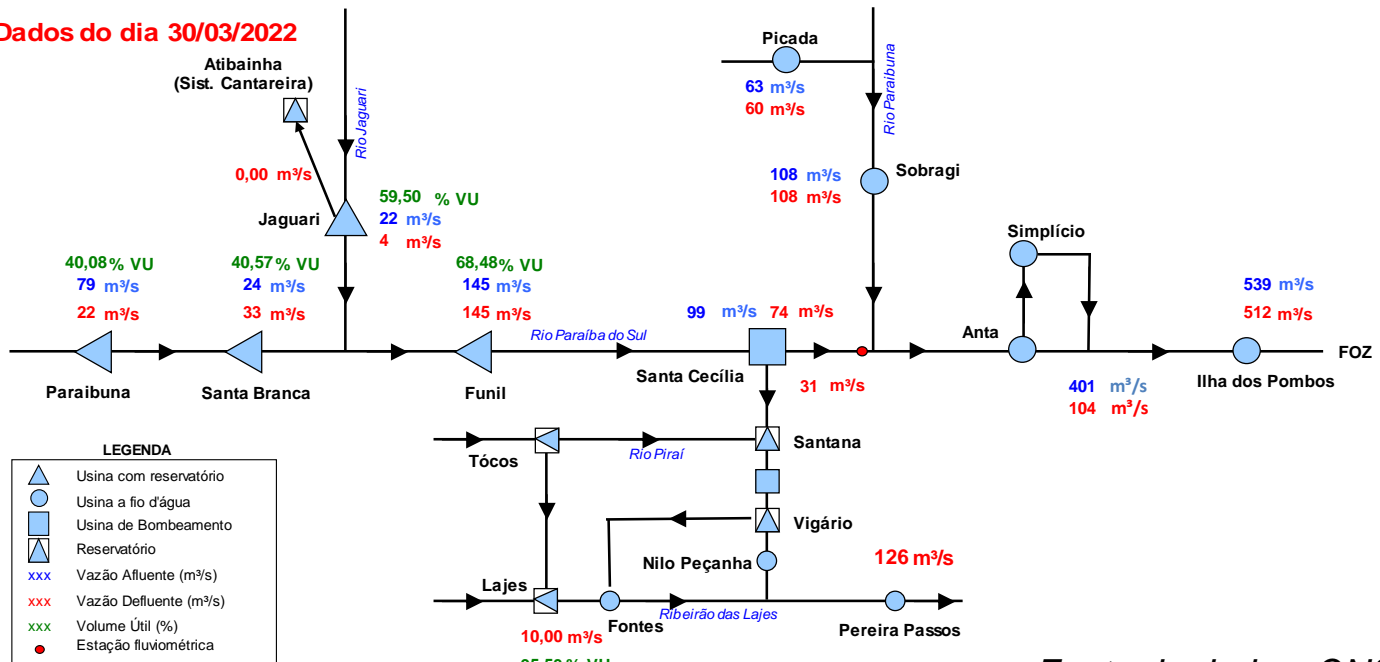 Dados do dia 30/03/2022
Atibainha
(Sist. Cantareira)
Rio Jaguari
0,00 m³/s
Jaguari
59,50 % VU
22 m³/s
4 m³/s
Picada
63 m³/s
60 m³/s
Rio Paraibuna
108 m³/s
108 m³/s
Sobragi
Simplício
40,08% VU
79 m³/s
22 m³/s
Paraibuna
40,57% VU
24 m³/s
33 m³/s
Santa Branca
68,48% VU
145 m³/s
145 m³/s
Funil
Rio Paraíba do Sul
99 m³/s 74 m³/s
Santa Cecília
31 m³/s
Anta
401 m³/s
104 m³/s
539 m³/s
512 m³/s
Ilha dos Pombos
FOZ
Tócos
Rio Piraí
Santana
Vigário
Nilo Peçanha
126 m³/s
Lajes
Fontes
Ribeirão das Lajes
Pereira Passos
10,00 m³/s
LEGENDA
Usina com reservatório
Usina a fio d'água
Usina de Bombeamento
Reservatório
xxx Vazão Afluente (m³/s)
xxx Vazão Defluente (m³/s)
xxx Volume Útil (%)
Estação fluviométrica